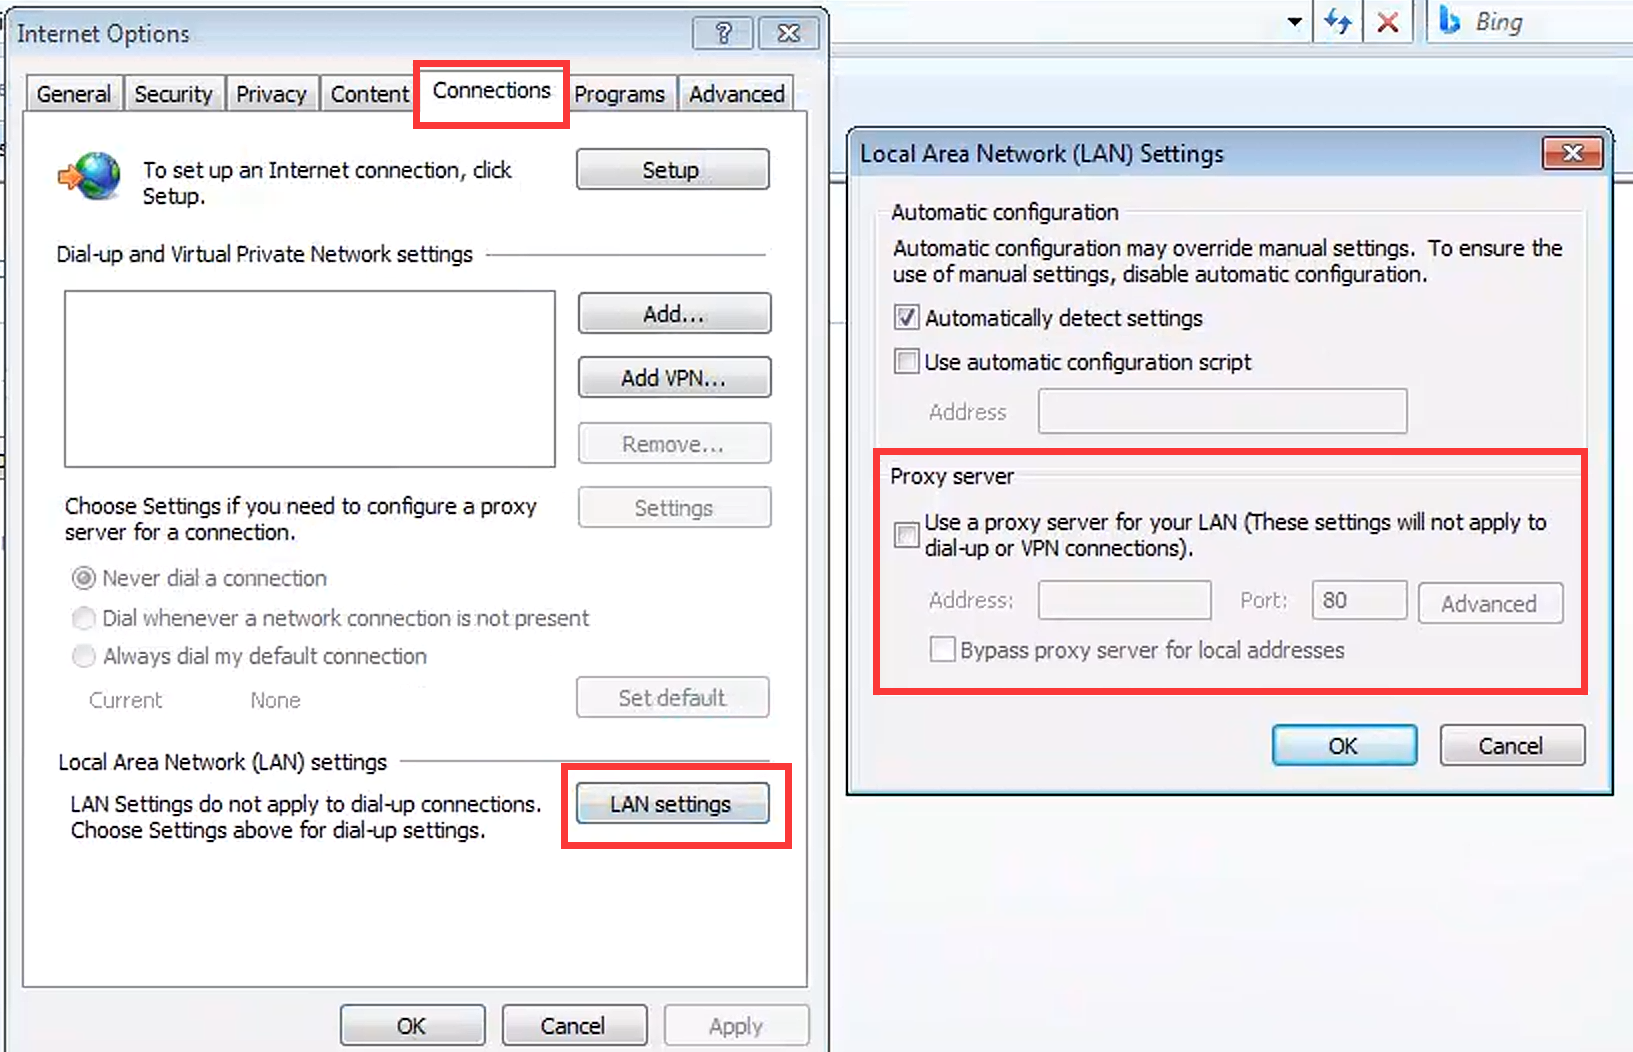 Internet Options
General Security Privacy Content Connections Programs Advanced
To set up an Internet connection, click
Setup.
Setup
Dial-up and Virtual Private Network settings
Add...
Add VPN...
Remove...
Choose Settings if you need to configure a proxy
server for a connection.
Settings
Never dial a connection
Dial whenever a network connection is not present
Always dial my default connection
Current None
Set default
Local Area Network (LAN) settings
LAN Settings do not apply to dial-up connections.
Choose Settings above for dial-up settings.
LAN settings
OK Cancel Apply
Bing
Local Area Network (LAN) Settings
Automatic configuration
Automatic configuration may override manual settings. To ensure the
use of manual settings, disable automatic configuration.
Automatically detect settings
Use automatic configuration script
Address
Proxy server
Use a proxy server for your LAN (These settings will not apply to
dial-up or VPN connections).
Address: Port: 80 Advanced
Bypass proxy server for local addresses
OK Cancel